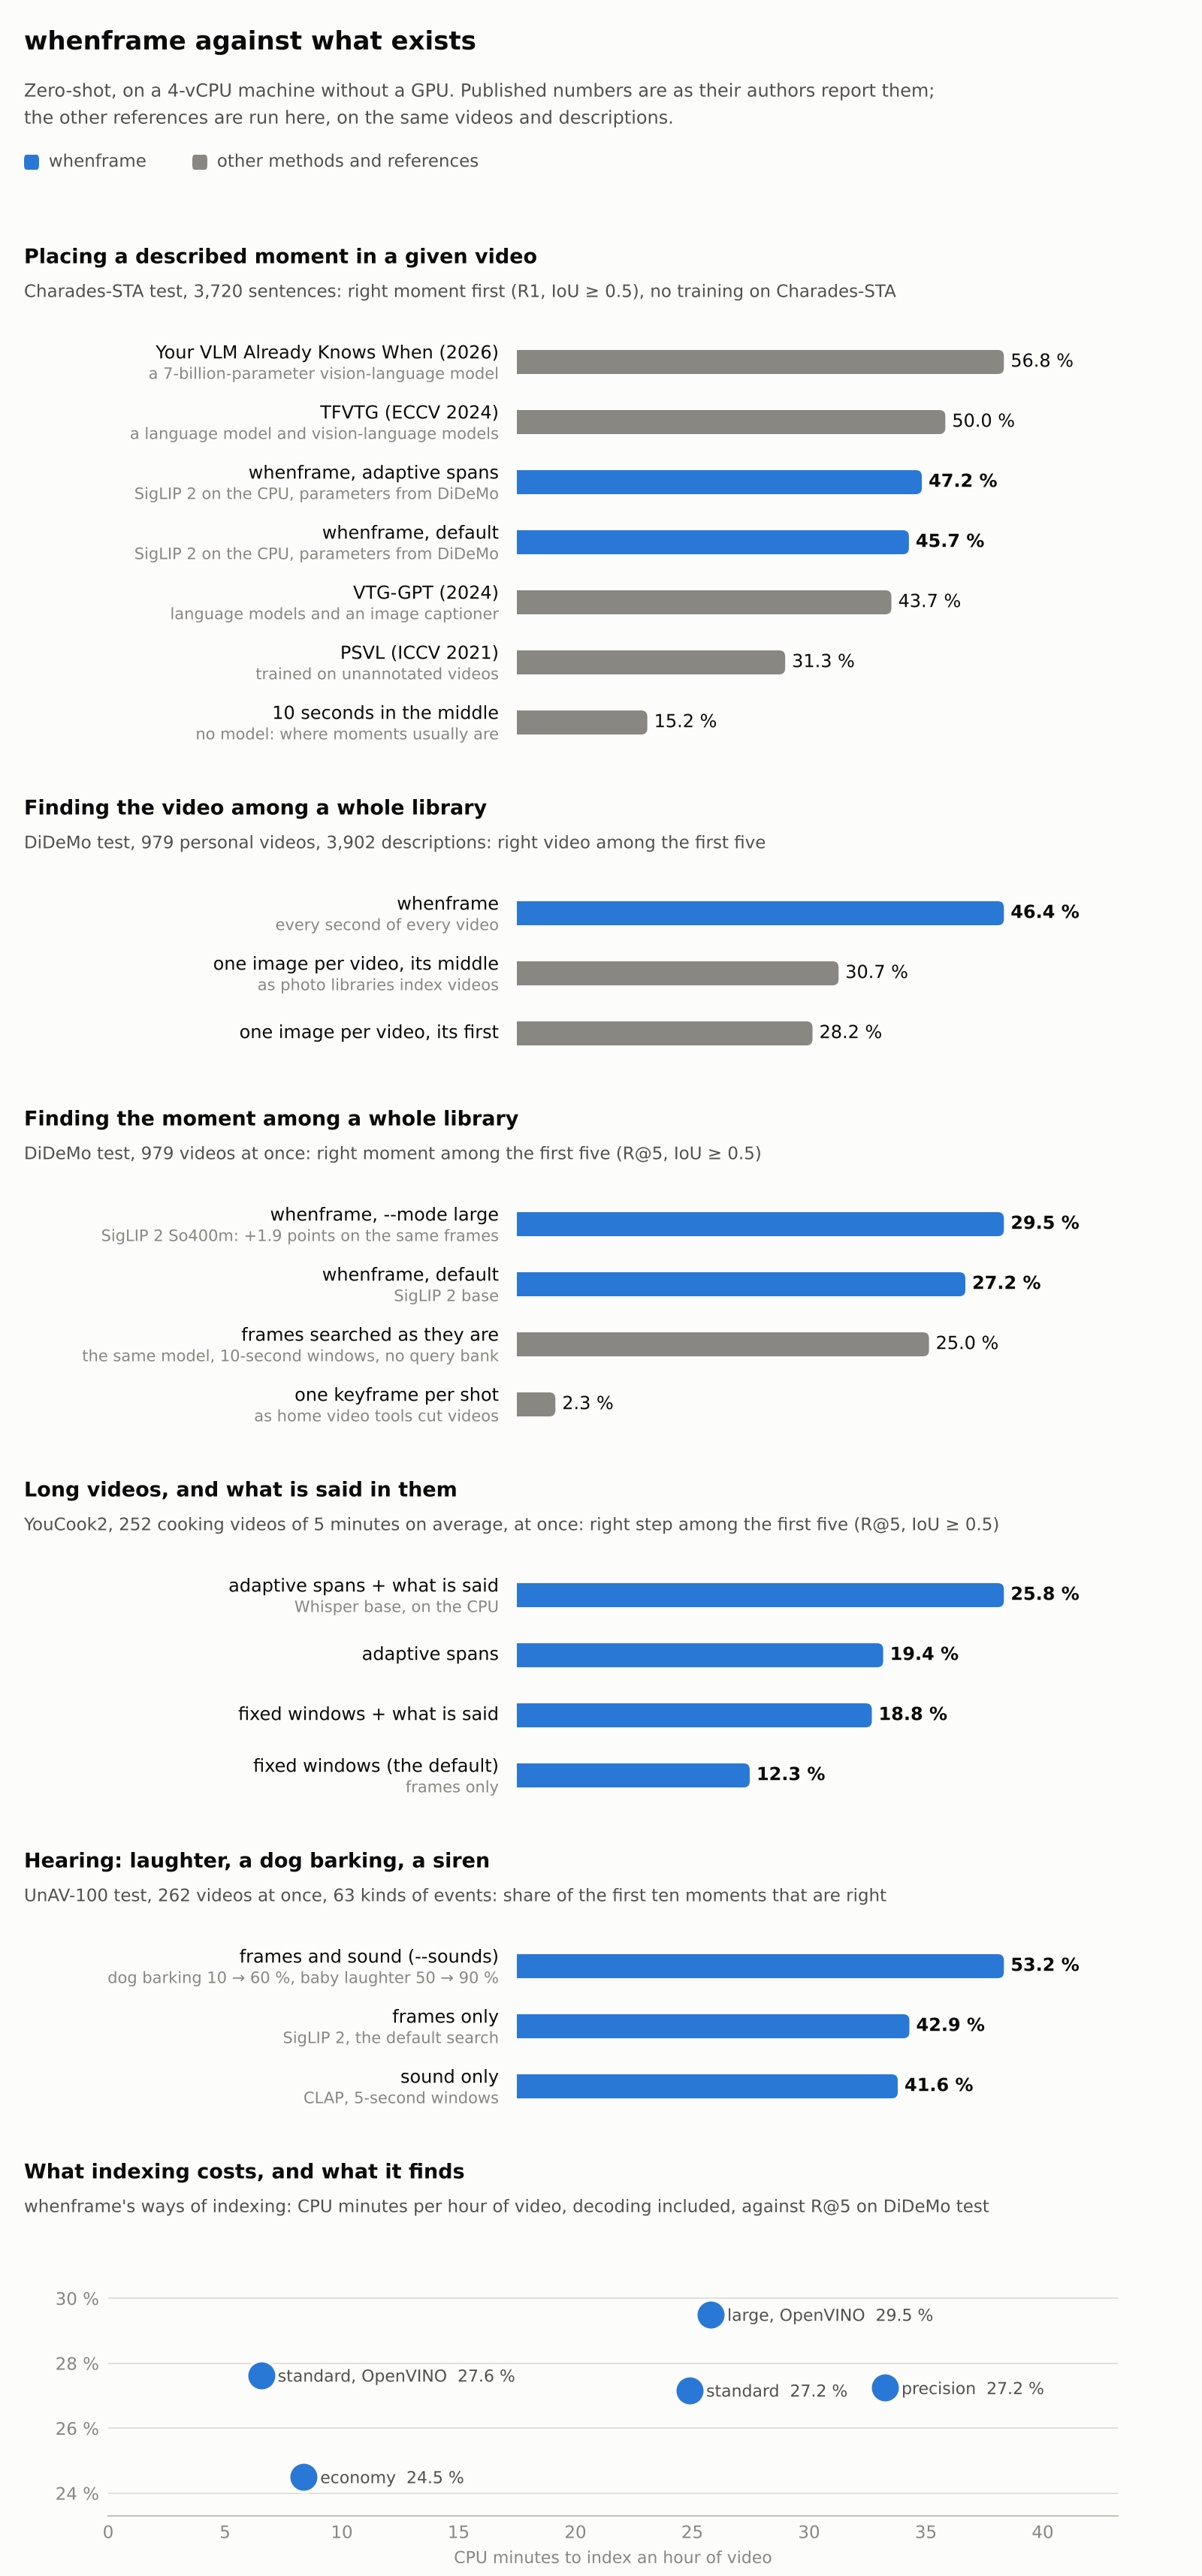 whenframe against what exists
Zero-shot, on a 4-vCPU machine without a GPU. Published numbers are as their authors report them;
the other references are run here, on the same videos and descriptions.
whenframe other methods and references
Placing a described moment in a given video
Charades-STA test, 3,720 sentences: right moment first (R1, IoU ≥ 0.5), no training on Charades-STA
Your VLM Already Knows When (2026) 56.8 %
a 7-billion-parameter vision-language model
TFVTG (ECCV 2024) 50.0 %
a language model and vision-language models
whenframe, adaptive spans 47.2 %
SigLIP 2 on the CPU, parameters from DiDeMo
whenframe, default 45.7 %
SigLIP 2 on the CPU, parameters from DiDeMo
VTG-GPT (2024) 43.7 %
language models and an image captioner
PSVL (ICCV 2021) 31.3 %
trained on unannotated videos
10 seconds in the middle 15.2 %
no model: where moments usually are
Finding the video among a whole library
DiDeMo test, 979 personal videos, 3,902 descriptions: right video among the first five
whenframe 46.4 %
every second of every video
one image per video, its middle 30.7 %
as photo libraries index videos
one image per video, its first 28.2 %
Finding the moment among a whole library
DiDeMo test, 979 videos at once: right moment among the first five (R@5, IoU ≥ 0.5)
whenframe, --mode large 29.5 %
SigLIP 2 So400m: +1.9 points on the same frames
whenframe, default 27.2 %
SigLIP 2 base
frames searched as they are 25.0 %
the same model, 10-second windows, no query bank
one keyframe per shot 2.3 %
as home video tools cut videos
Long videos, and what is said in them
YouCook2, 252 cooking videos of 5 minutes on average, at once: right step among the first five (R@5, IoU ≥ 0.5)
adaptive spans + what is said 25.8 %
Whisper base, on the CPU
adaptive spans 19.4 %
fixed windows + what is said 18.8 %
fixed windows (the default) 12.3 %
frames only
Hearing: laughter, a dog barking, a siren
UnAV-100 test, 262 videos at once, 63 kinds of events: share of the first ten moments that are right
frames and sound (--sounds) 53.2 %
dog barking 10 → 60 %, baby laughter 50 → 90 %
frames only 42.9 %
SigLIP 2, the default search
sound only 41.6 %
CLAP, 5-second windows
What indexing costs, and what it finds
whenframe's ways of indexing: CPU minutes per hour of video, decoding included, against R@5 on DiDeMo test
30 %
large, OpenVINO 29.5 %
28 %
standard, OpenVINO 27.6 %
standard 27.2 % precision 27.2 %
26 %
economy 24.5 %
24 %
0 5 10 15 20 25 30 35 40
CPU minutes to index an hour of video